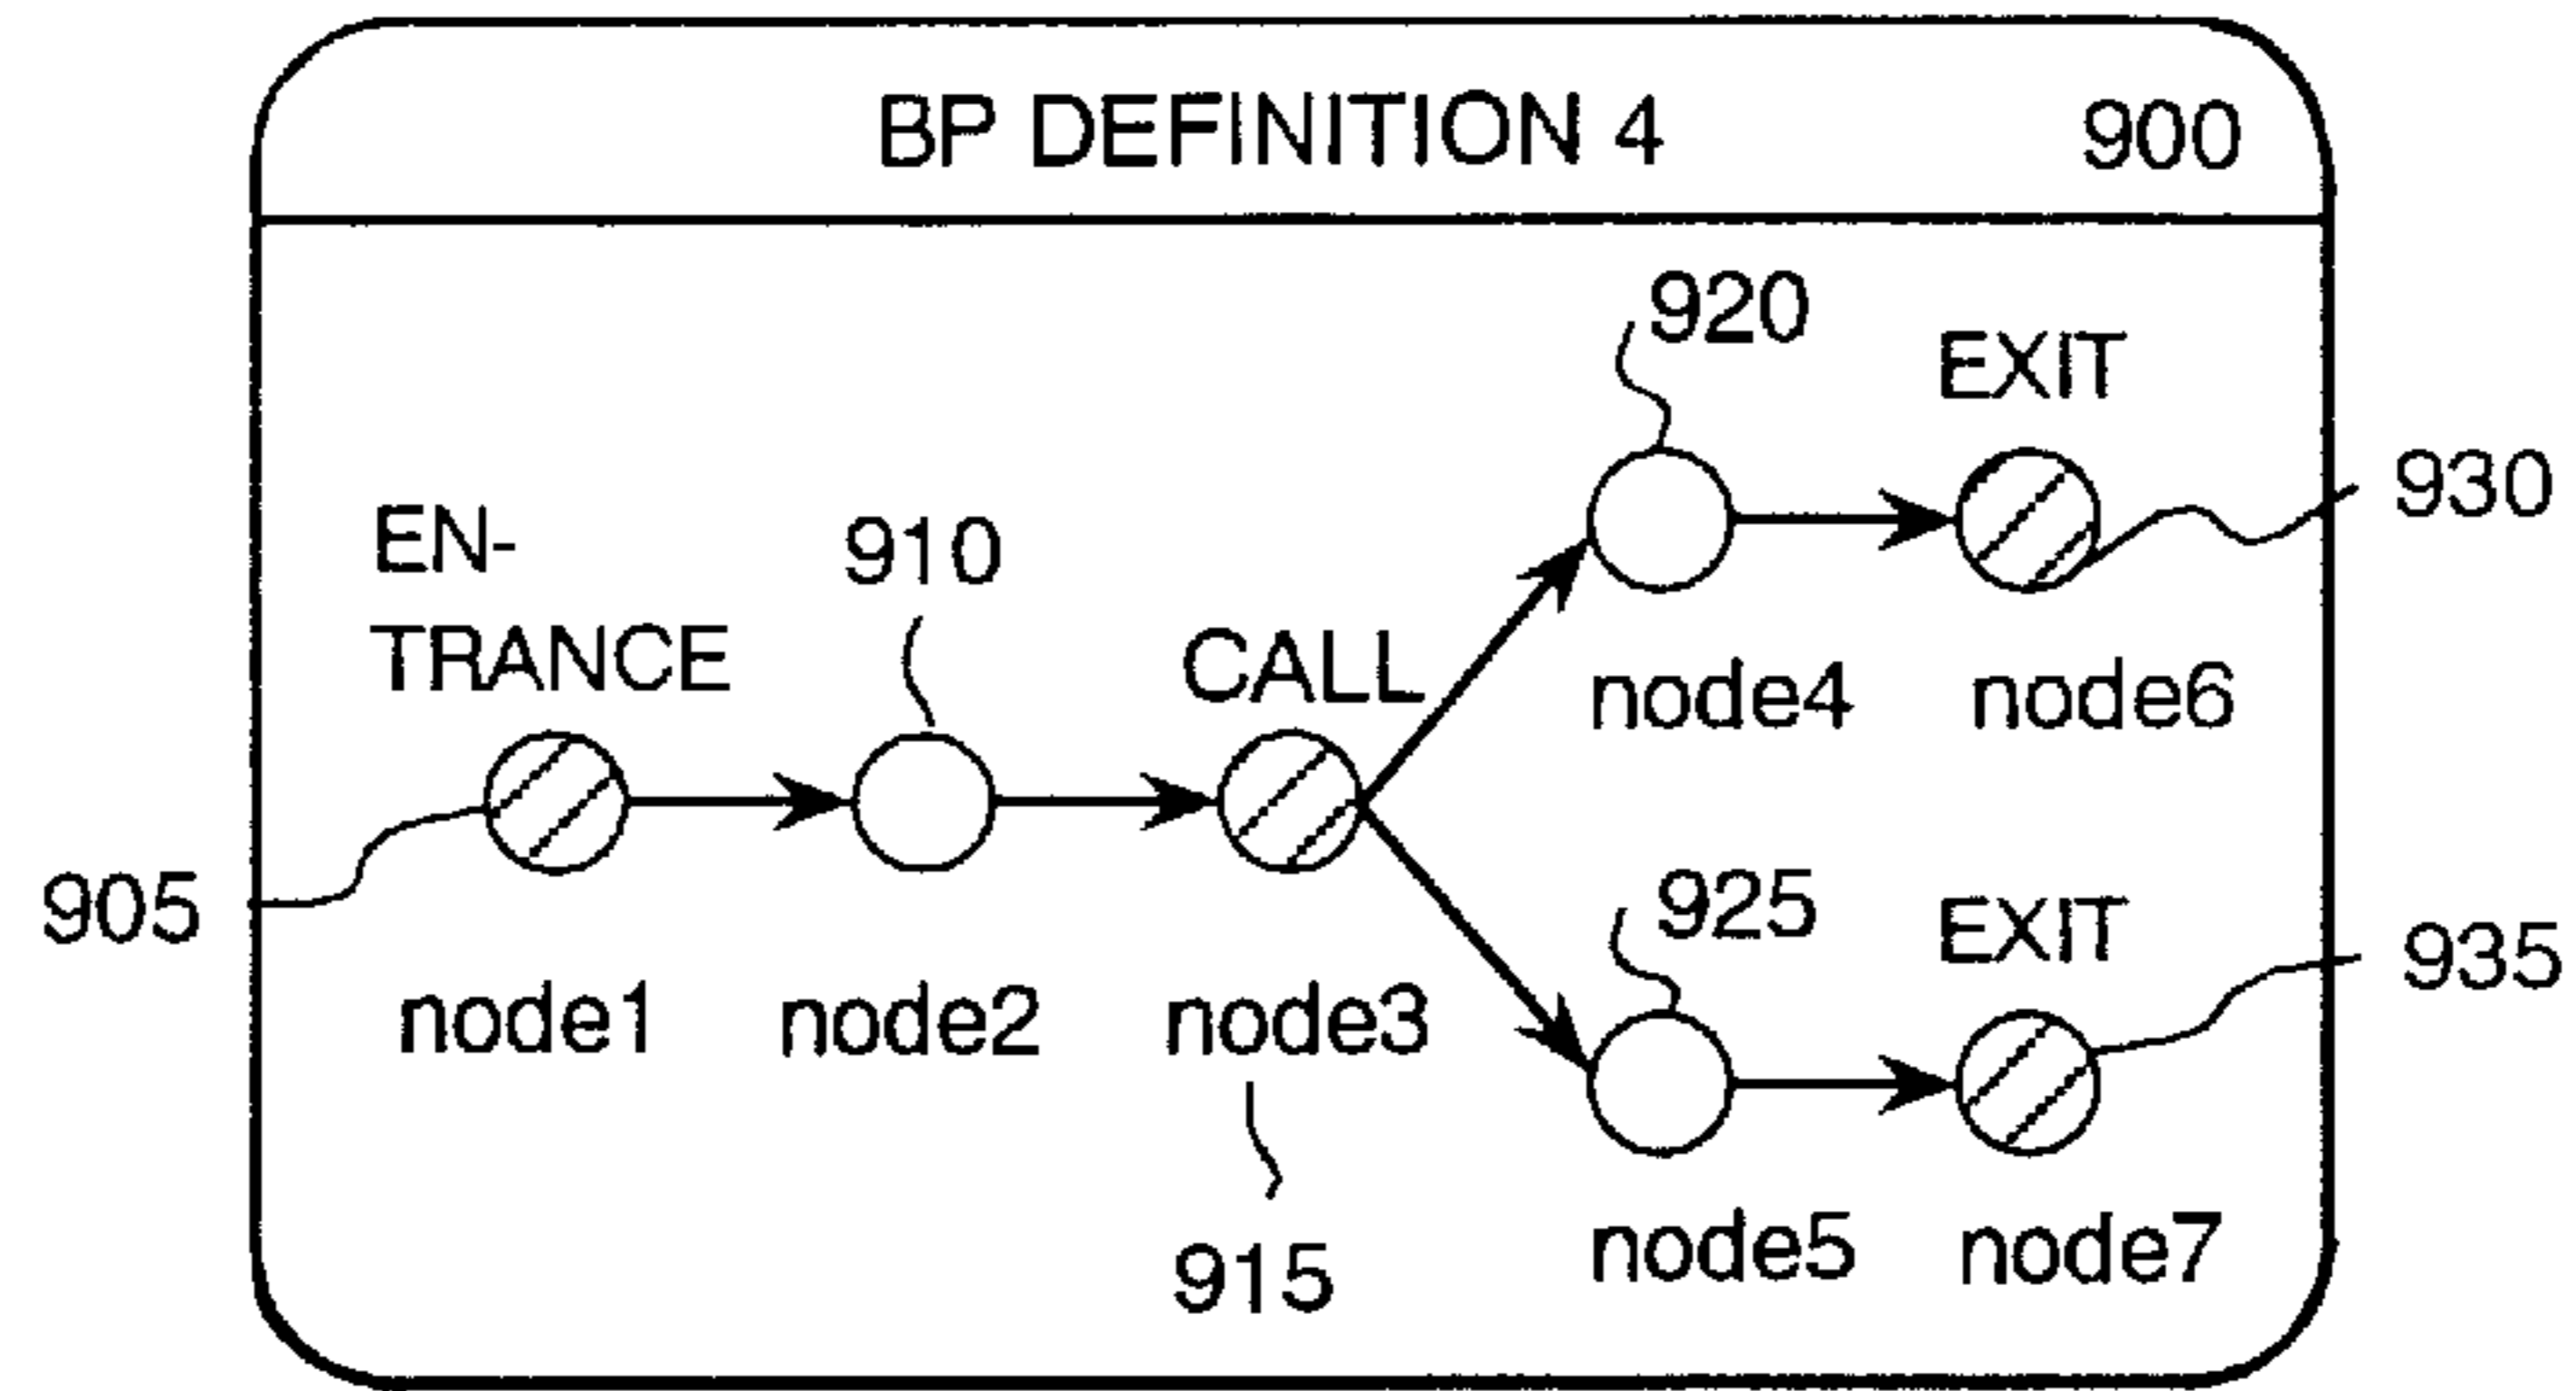 BP DEFINITION 4 900
920
EXIT
930
EN-
TRANCE
910
CALL
node4 node6
905
925
EXIT
935
node1 node2 node3
915
node5 node7